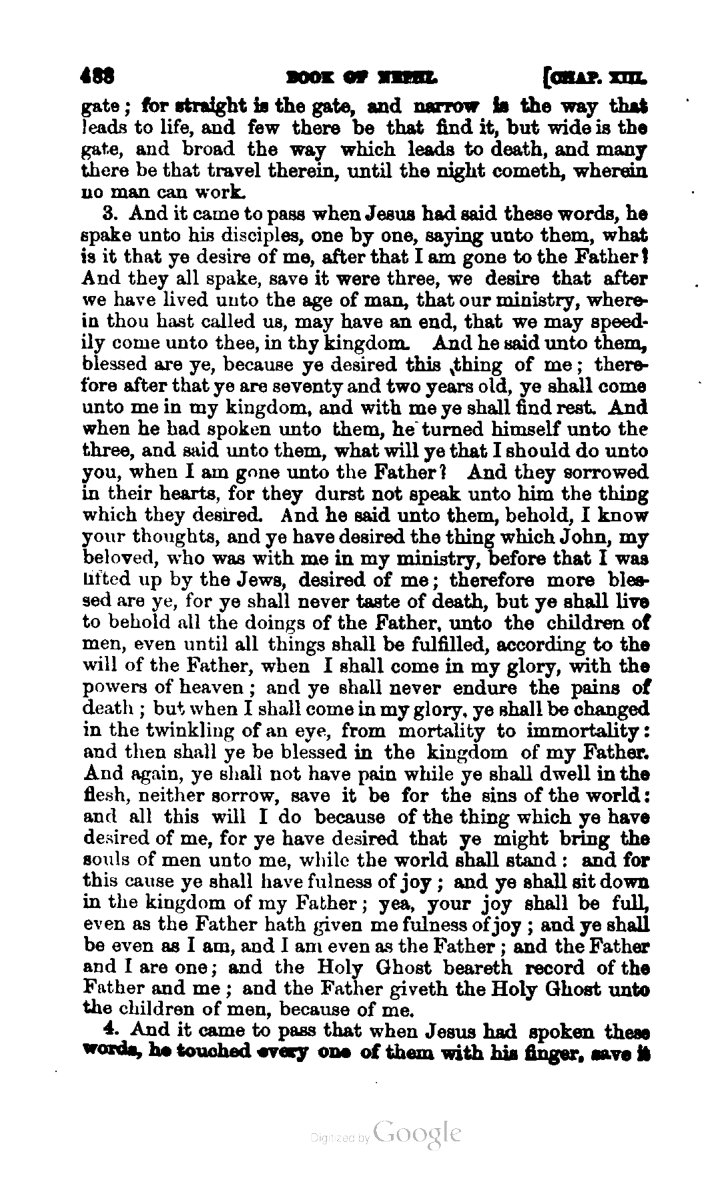 488 BOOK OF NEPHI. [CHAP. XIII.
gate; for straight is the gate, and narrow is the way that
leads to life, and few there be that find it, but wide is the
gate, and broad the way which leads to death, and many
there be that travel therein, until the night cometh, wherein
no man can work.
3. And it came to pass when Jesus had said these words, he
spake unto his disciples, one by one, saying unto them, what
is it that ye desire of me, after that I am gone to the Father?
And they all spake, save it were three, we desire that after
we have lived unto the age of man, that our ministry, where-
in thou hast called us, may have an end, that we may speed-
ily come unto thee, in thy kingdom. And he said unto them,
blessed are ye, because ye desired this thing of me; there-
fore after that ye are seventy and two years old, ye shall come
unto me in my kingdom, and with me ye shall find rest. And
when he had spoken unto them, he turned himself unto the
three, and said unto them, what will ye that I should do unto
you, when I am gone unto the Father? And they sorrowed
in their hearts, for they durst not speak unto him the thing
which they desired. And he said unto them, behold, I know
your thoughts, and ye have desired the thing which John, my
beloved, who was with me in my ministry, before that I was
lifted up by the Jews, desired of me; therefore more bles-
sed are ye, for ye shall never taste of death, but ye shall live
to behold all the doings of the Father, unto the children of
men, even until all things shall be fulfilled, according to the
will of the Father, when I shall come in my glory, with the
powers of heaven; and ye shall never endure the pains of
death; but when I shall come in my glory, ye shall be changed
in the twinkling of an eye, from mortality to immortality:
and then shall ye be blessed in the kingdom of my Father.
And again, ye shall not have pain while ye shall dwell in the
flesh, neither sorrow, save it be for the sins of the world:
and all this will I do because of the thing which ye have
desired of me, for ye have desired that ye might bring the
souls of men unto me, while the world shall stand: and for
this cause ye shall have fulness of joy; and ye shall sit down
in the kingdom of my Father; yea, your joy shall be full,
even as the Father hath given me fulness of joy; and ye shall
be even as I am, and I am even as the Father; and the Father
and I are one; and the Holy Ghost beareth record of the
Father and me; and the Father giveth the Holy Ghost unto
the children of men, because of me.
4. And it came to pass that when Jesus had spoken these
words, he touched every one of them with his finger, save it
Digitized by Google